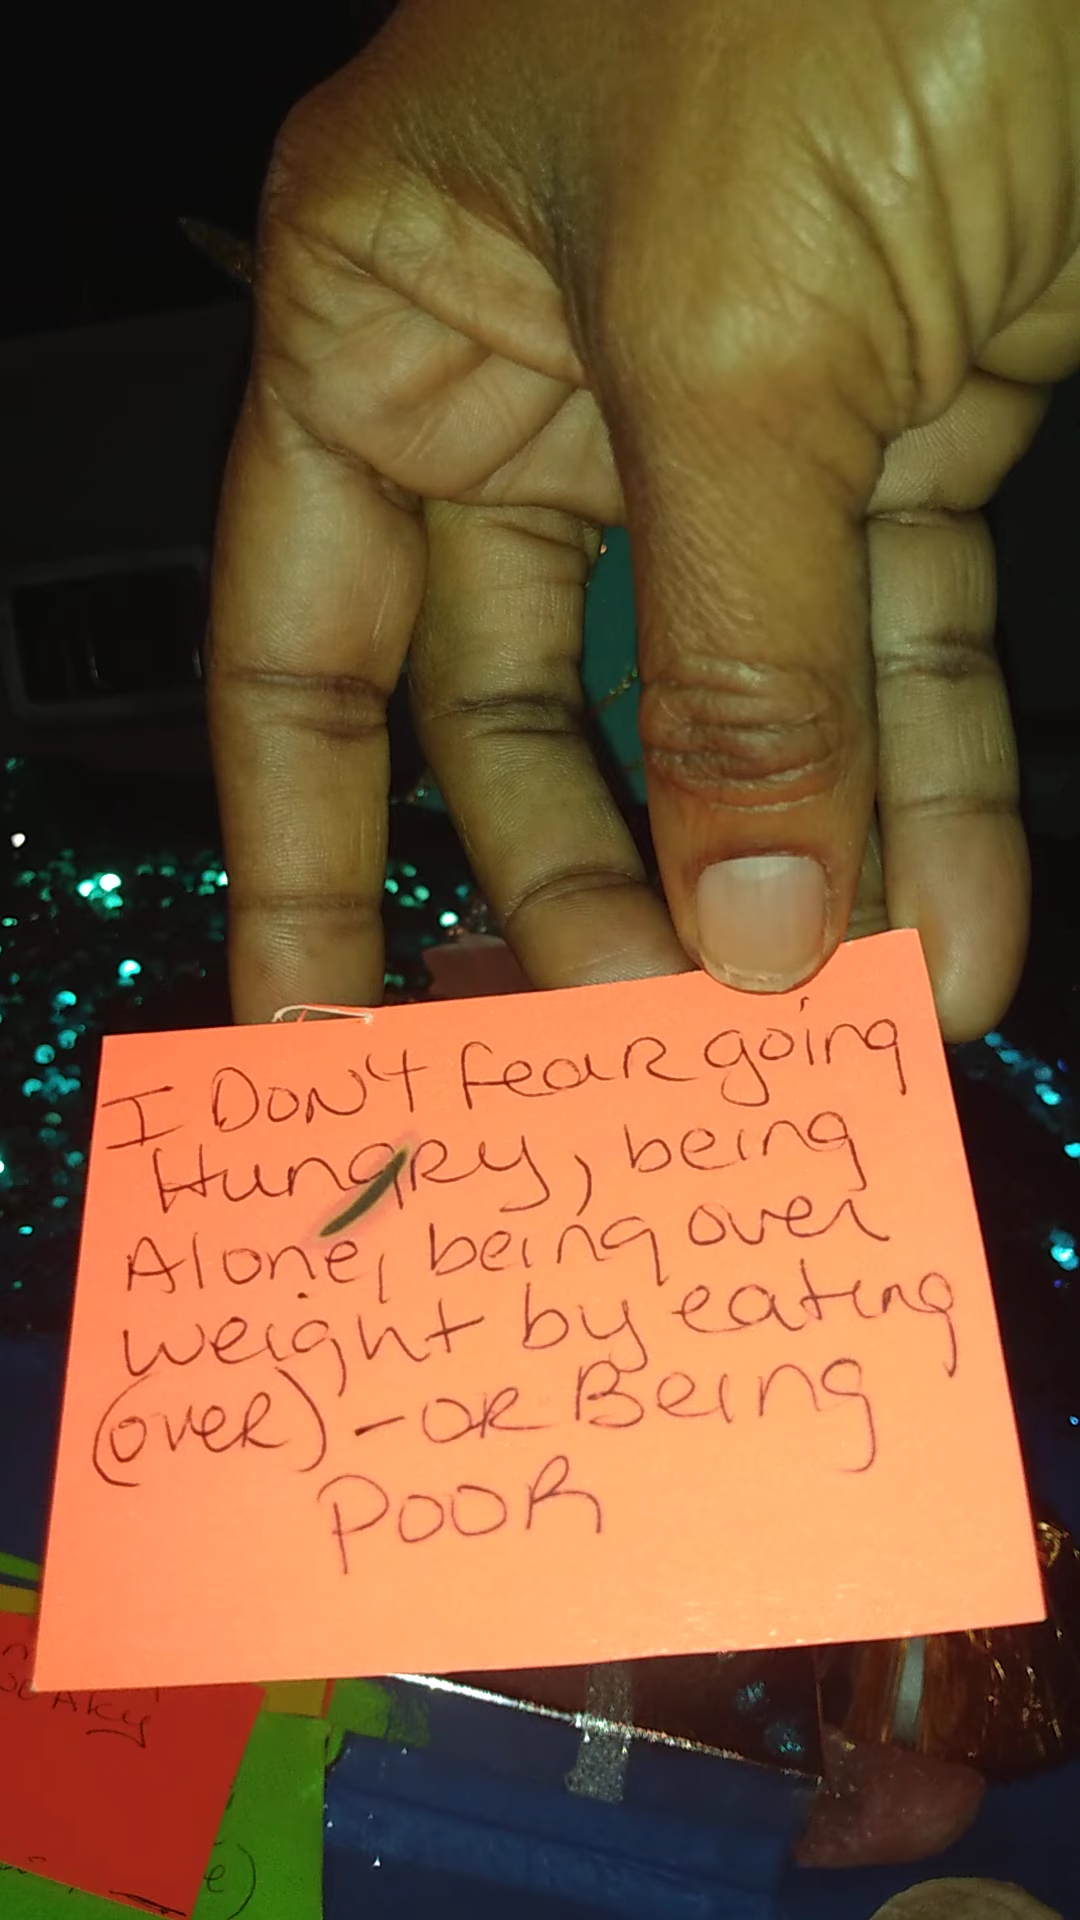 I DON't feaR going
HungRy, being
Alone, being over
weight by eating
(oveR) - OR Being
POOR